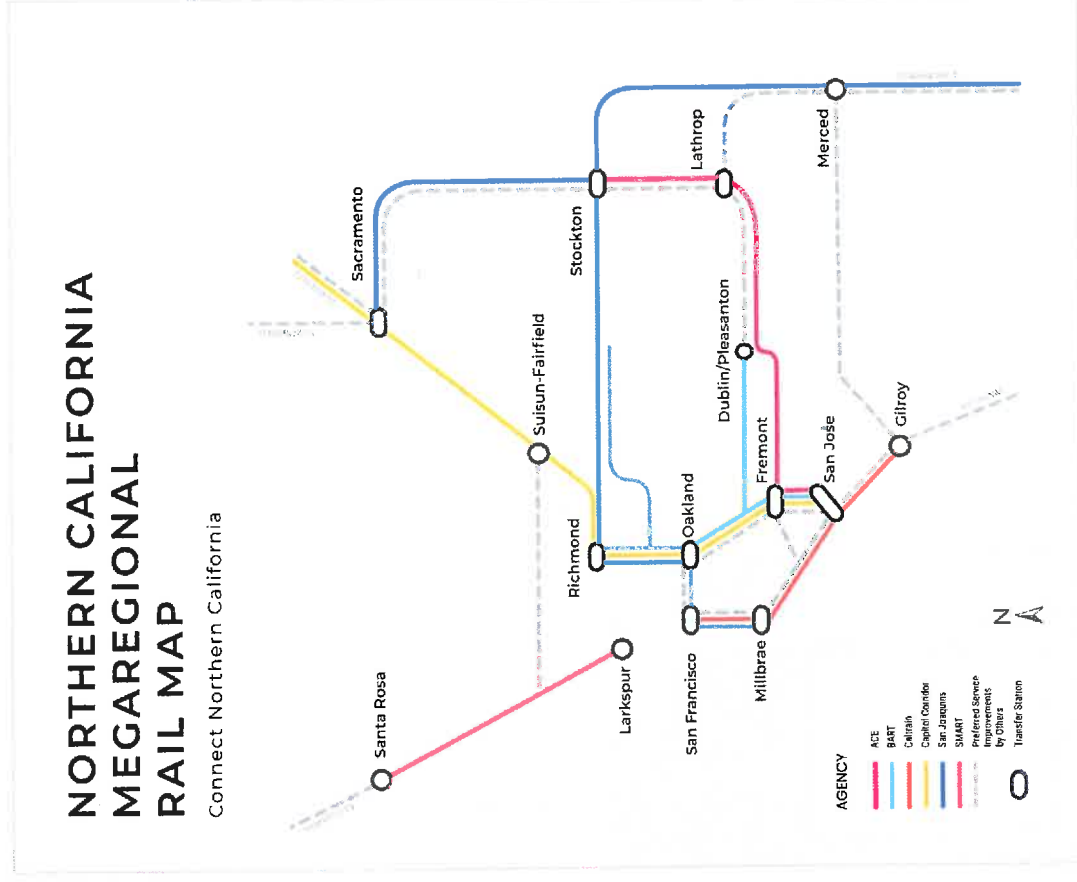 NORTHERN CALIFORNIA
MEGAREGIONAL
RAIL MAP
Connect Northern California
Santa Rosa
Larkspur
Suisun-Fairfield
Sacramento
Richmond
Stockton
Oakland
San Francisco
Millbrae
Dublin/Pleasanton
Lathrop
Fremont
San Jose
Merced
Gilroy
N
AGENCY
ACE
BART
Caltrain
Capitol Corridor
San Joaquins
SMART
Preferred Service
Improvements
by Others
Transfer Station